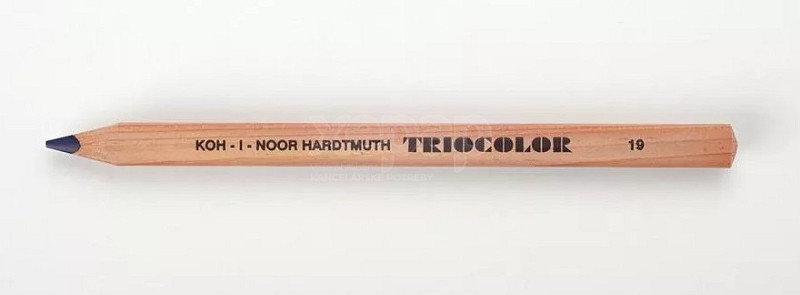 KOH - I - NOOR HARDTMUTH TRIOCOLOR 19